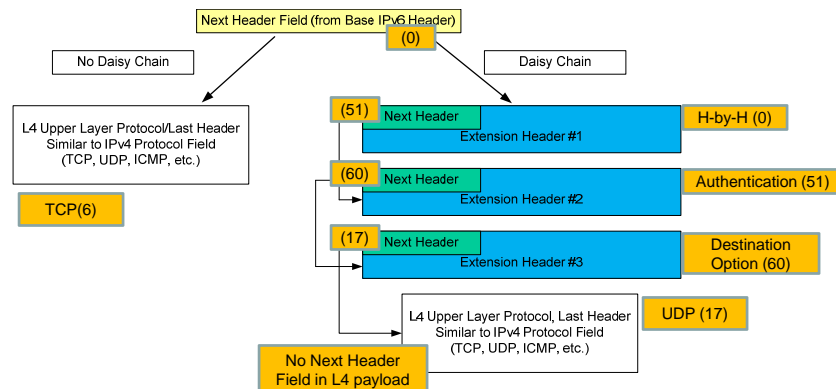 Next Header Field (from Base IPv6 Header)
(0)
No Daisy Chain
Daisy Chain
L4 Upper Layer Protocol/Last Header
Similar to IPv4 Protocol Field
(TCP, UDP, ICMP, etc.)
TCP(6)
(51)
Next Header
Extension Header #1
H-by-H (0)
(60)
Next Header
Extension Header #2
Authentication (51)
(17)
Next Header
Extension Header #3
Destination
Option (60)
L4 Upper Layer Protocol, Last Header
Similar to IPv4 Protocol Field
(TCP, UDP, ICMP, etc.)
UDP (17)
No Next Header
Field in L4 payload